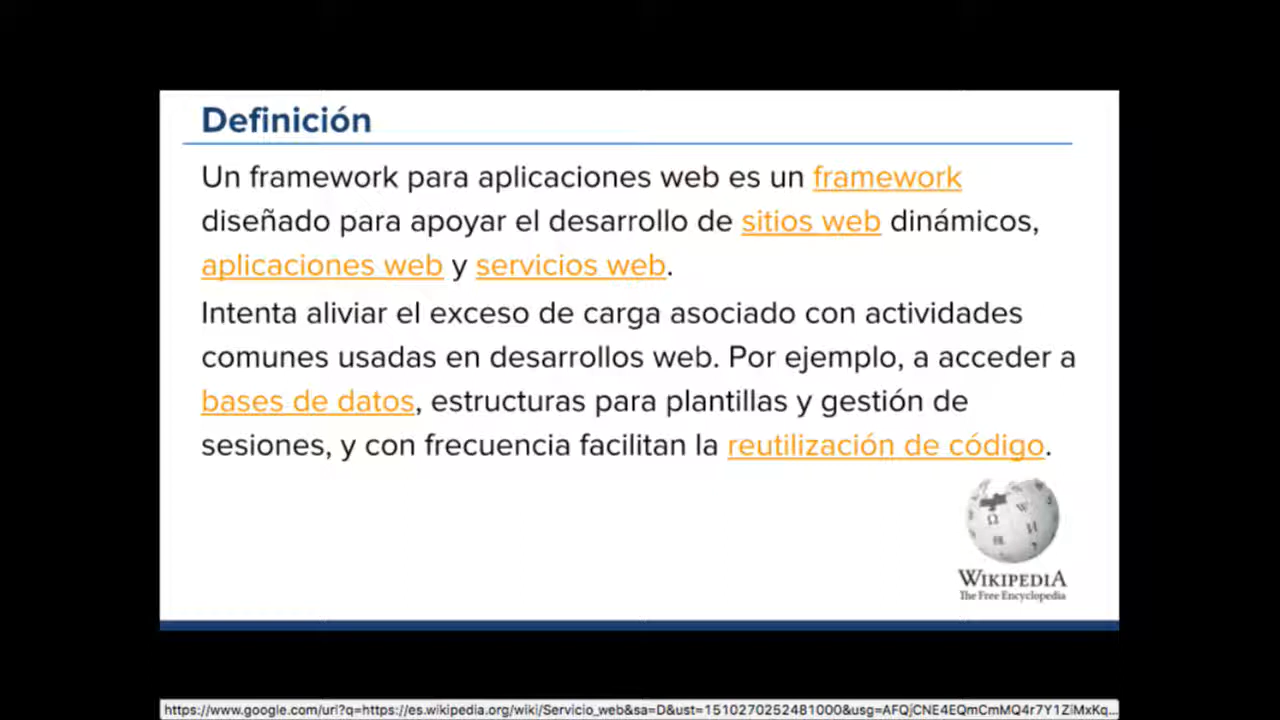 Definición
Un framework para aplicaciones web es un framework
diseñado para apoyar el desarrollo de sitios web dinámicos,
aplicaciones web y servicios web.
Intenta aliviar el exceso de carga asociado con actividades
comunes usadas en desarrollos web. Por ejemplo, a acceder a
bases de datos, estructuras para plantillas y gestión de
sesiones, y con frecuencia facilitan la reutilización de código.
WIKIPEDIA
The Free Encyclopedia
https://www.google.com/url?q=https://es.wikipedia.org/wiki/Servicio_web&sa=D&ust=1510270252481000&usg=AFQjCNE4EQmCmMQ4r7Y1ZiMxKq...